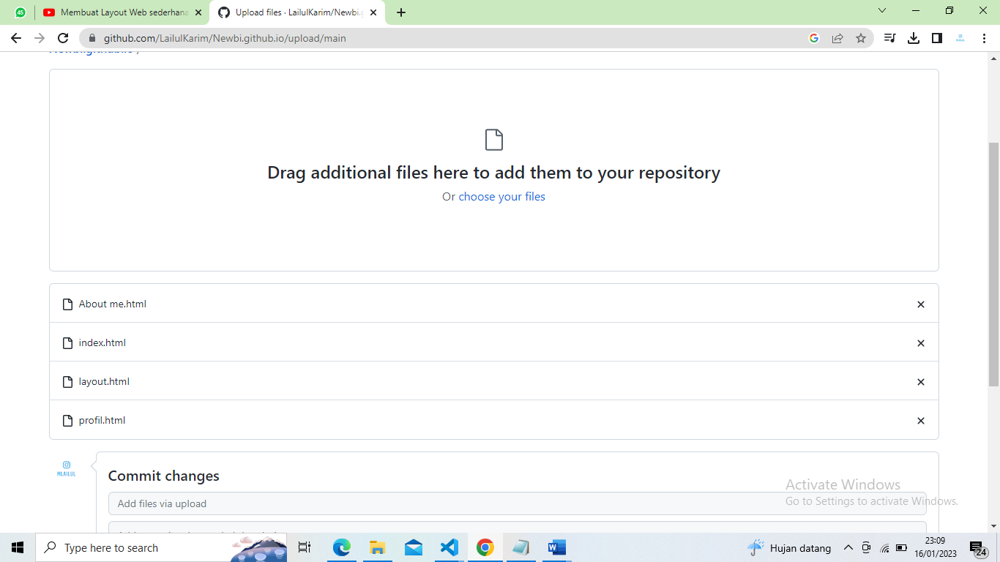 45
Membuat Layout Web sederhana
Upload files · LailulKarim/Newbi.g
github.com/LailulKarim/Newbi.github.io/upload/main
Drag additional files here to add them to your repository
Or choose your files
About me.html
index.html
layout.html
profil.html
MLAILUL
Commit changes
Add files via upload
Activate Windows
Go to Settings to activate Windows.
Type here to search
Hujan datang
23:09
16/01/2023
24